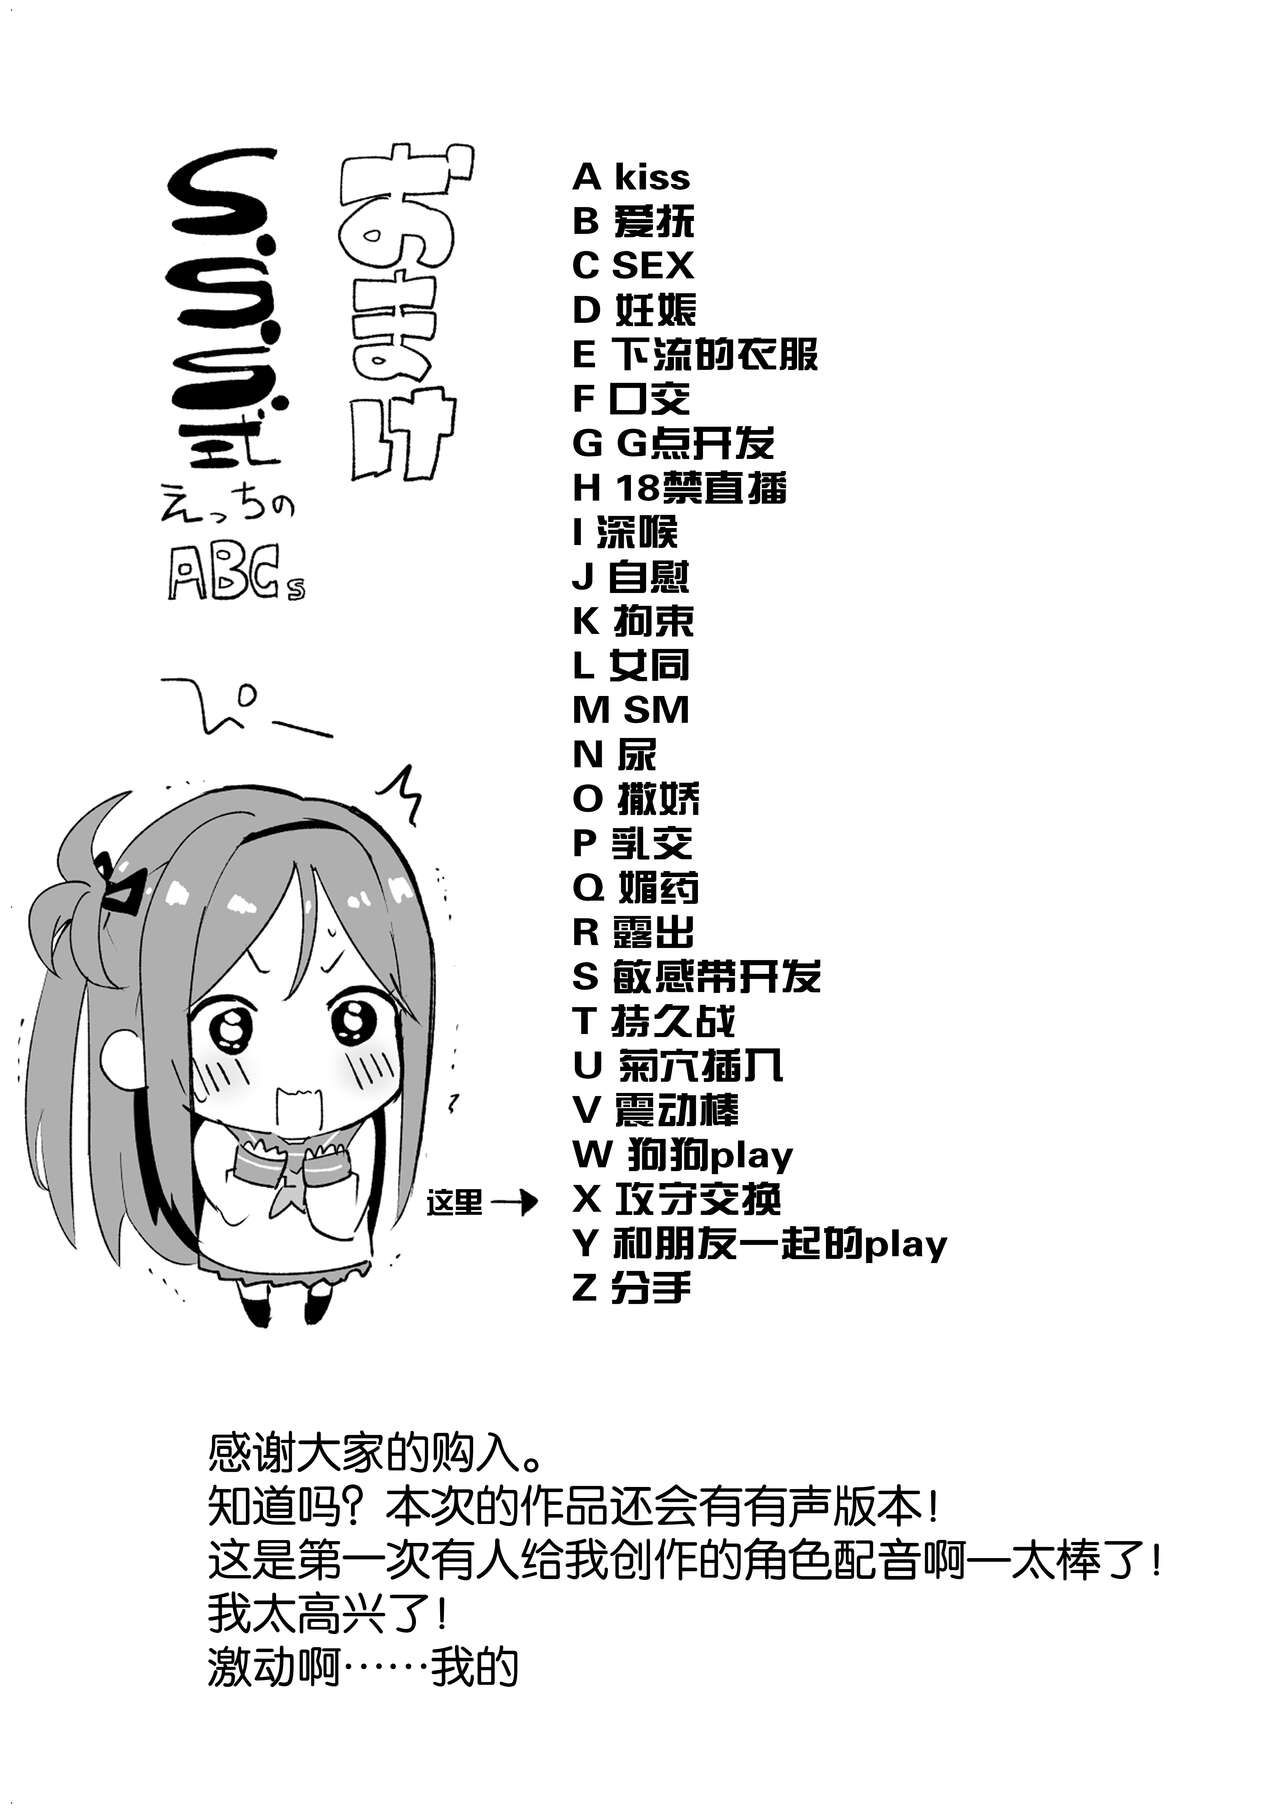 おまけ
えっちの
ABCs
ぴー
A kiss
B 爱抚
C SEX
D 妊娠
E 下流的衣服
F 口交
G G点开发
H 18禁直播
I 深喉
J 自慰
K 拘束
L 女同
M SM
N 尿
O 撒娇
P 乳交
Q 媚药
R 露出
S 敏感带开发
T 持久战
U 菊穴插入
V 震动棒
W 狗狗play
这里→ X 攻守交换
Y 和朋友一起的play
Z 分手
感谢大家的购入。
知道吗？本次的作品还会有有声版本！
这是第一次有人给我创作的角色配音啊—太棒了！
我太高兴了！
激动啊……我的